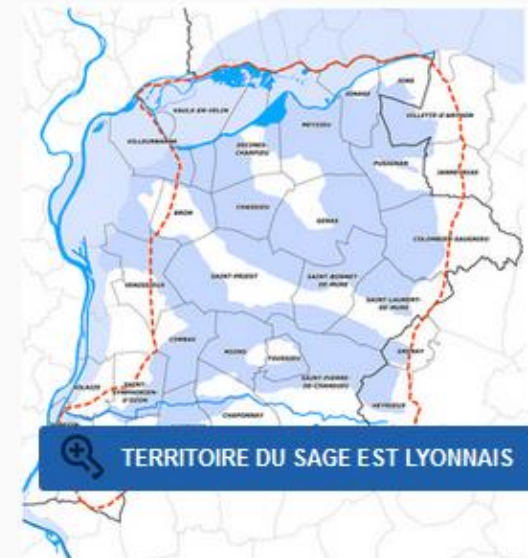 JONS
JONAGE
VAULX-EN-VELIN
VILLETTE-D'ANTHON
MEYZIEU
VILLEURBANNE
DECINES-
CHARPIEU
PUSIGNAN
JANNEYRIAS
BRON
CHASSIEU
GENAS
COLOMBIER-SAUGNIEU
SAINT-PRIEST
SAINT-BONNET
DE-MURE
VENISSIEUX
SAINT-LAURENT-
DE-MURE
CORBAS
MIONS
TOUSSIEU
GRENAY
SAINT-PIERRE-
DE-CHANDIEU
SOLAIZE
SAINT-
SYMPHORIEN-
D'OZON
HEYRIEUX
CHAPONNAY
TERRITOIRE DU SAGE EST LYONNAIS